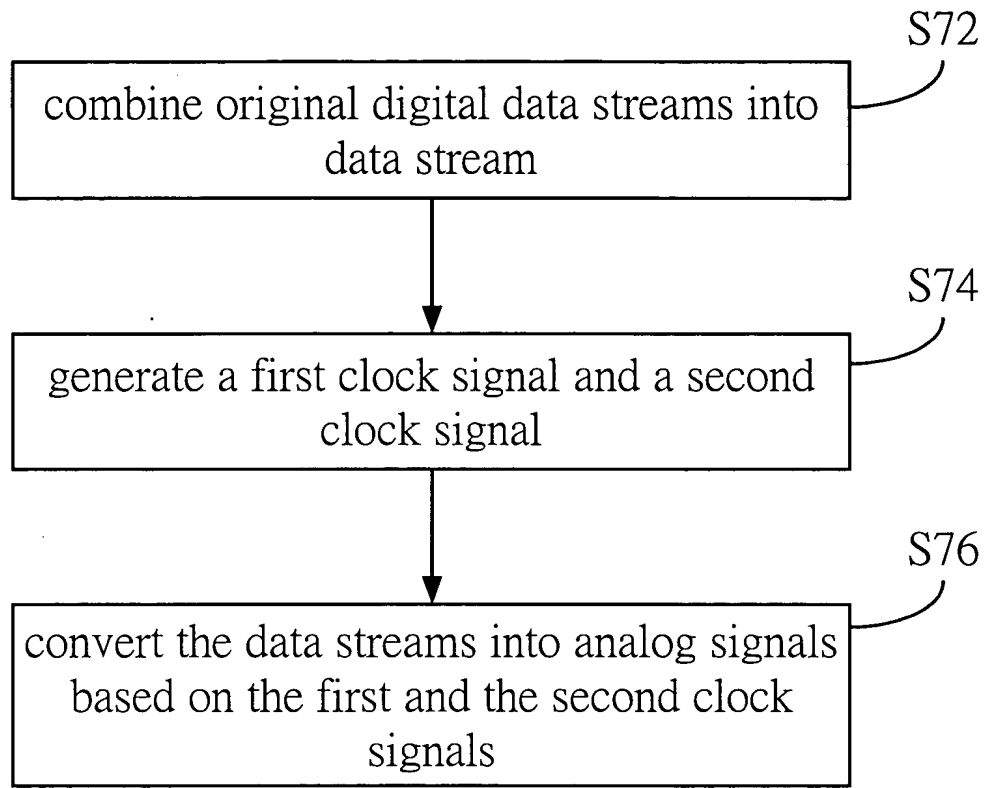 S72
combine original digital data streams into
data stream
S74
generate a first clock signal and a second
clock signal
S76
convert the data streams into analog signals
based on the first and the second clock
signals